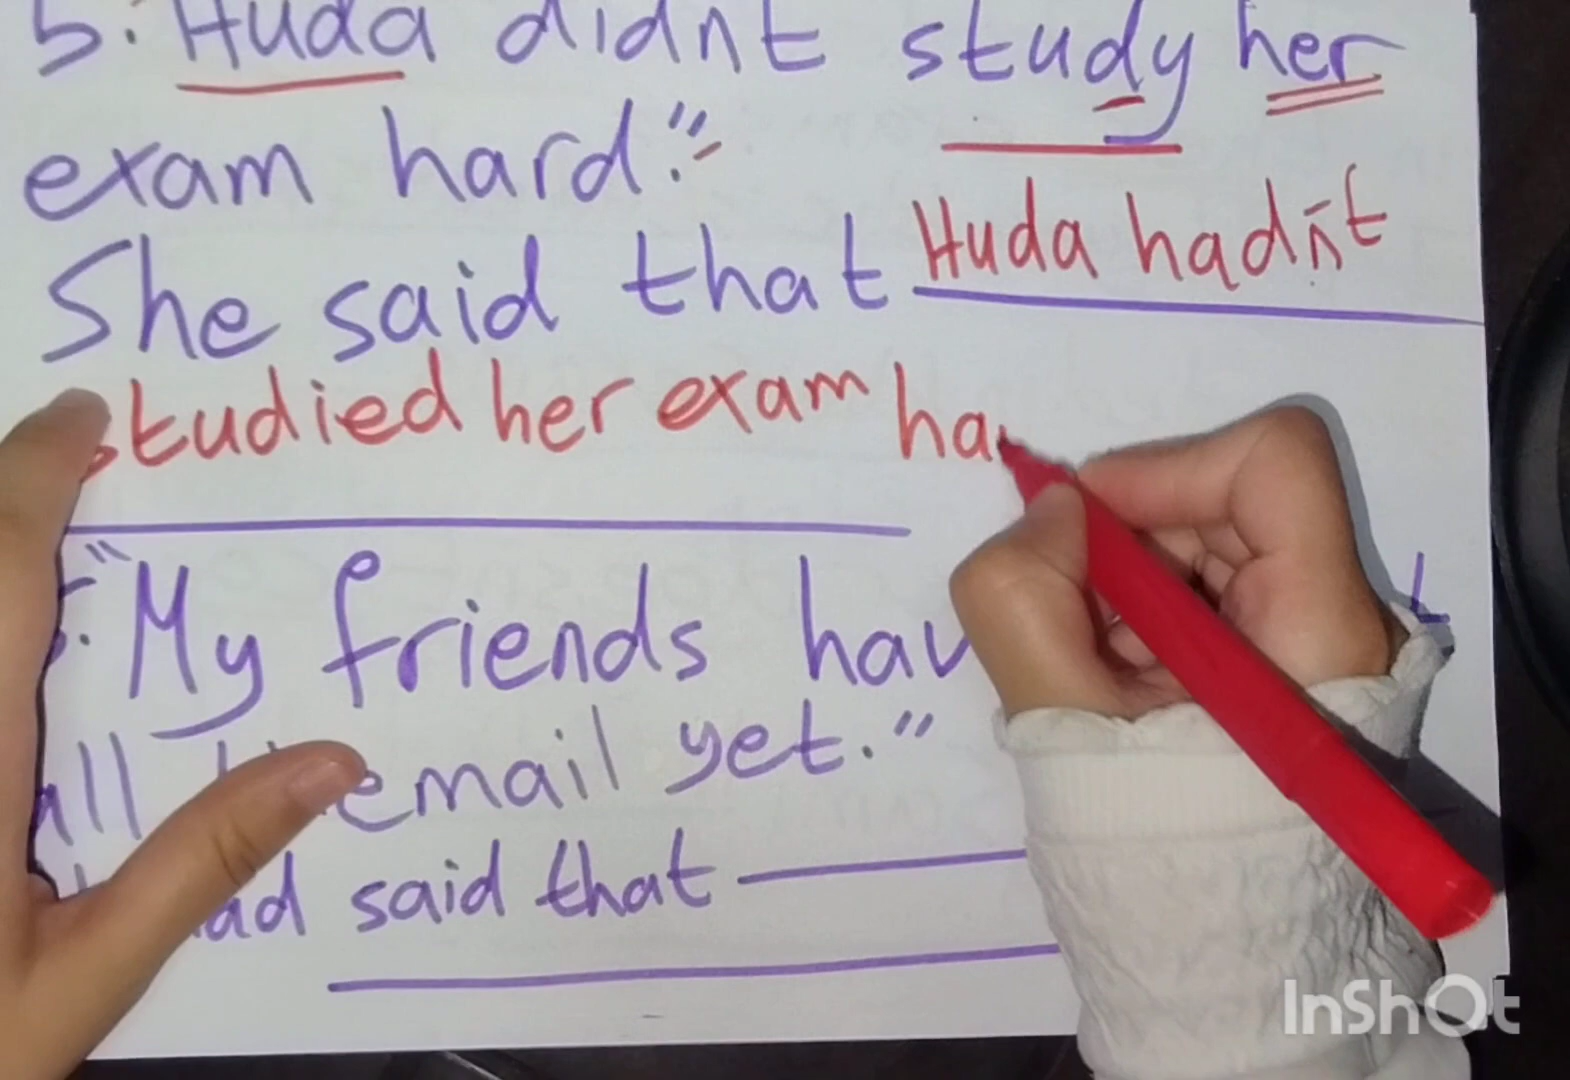 5. Huda didnt study her
exam hard."
She said that Huda hadn't
studied her exam ha
"My friends hav
all email yet."
said that
InShOt